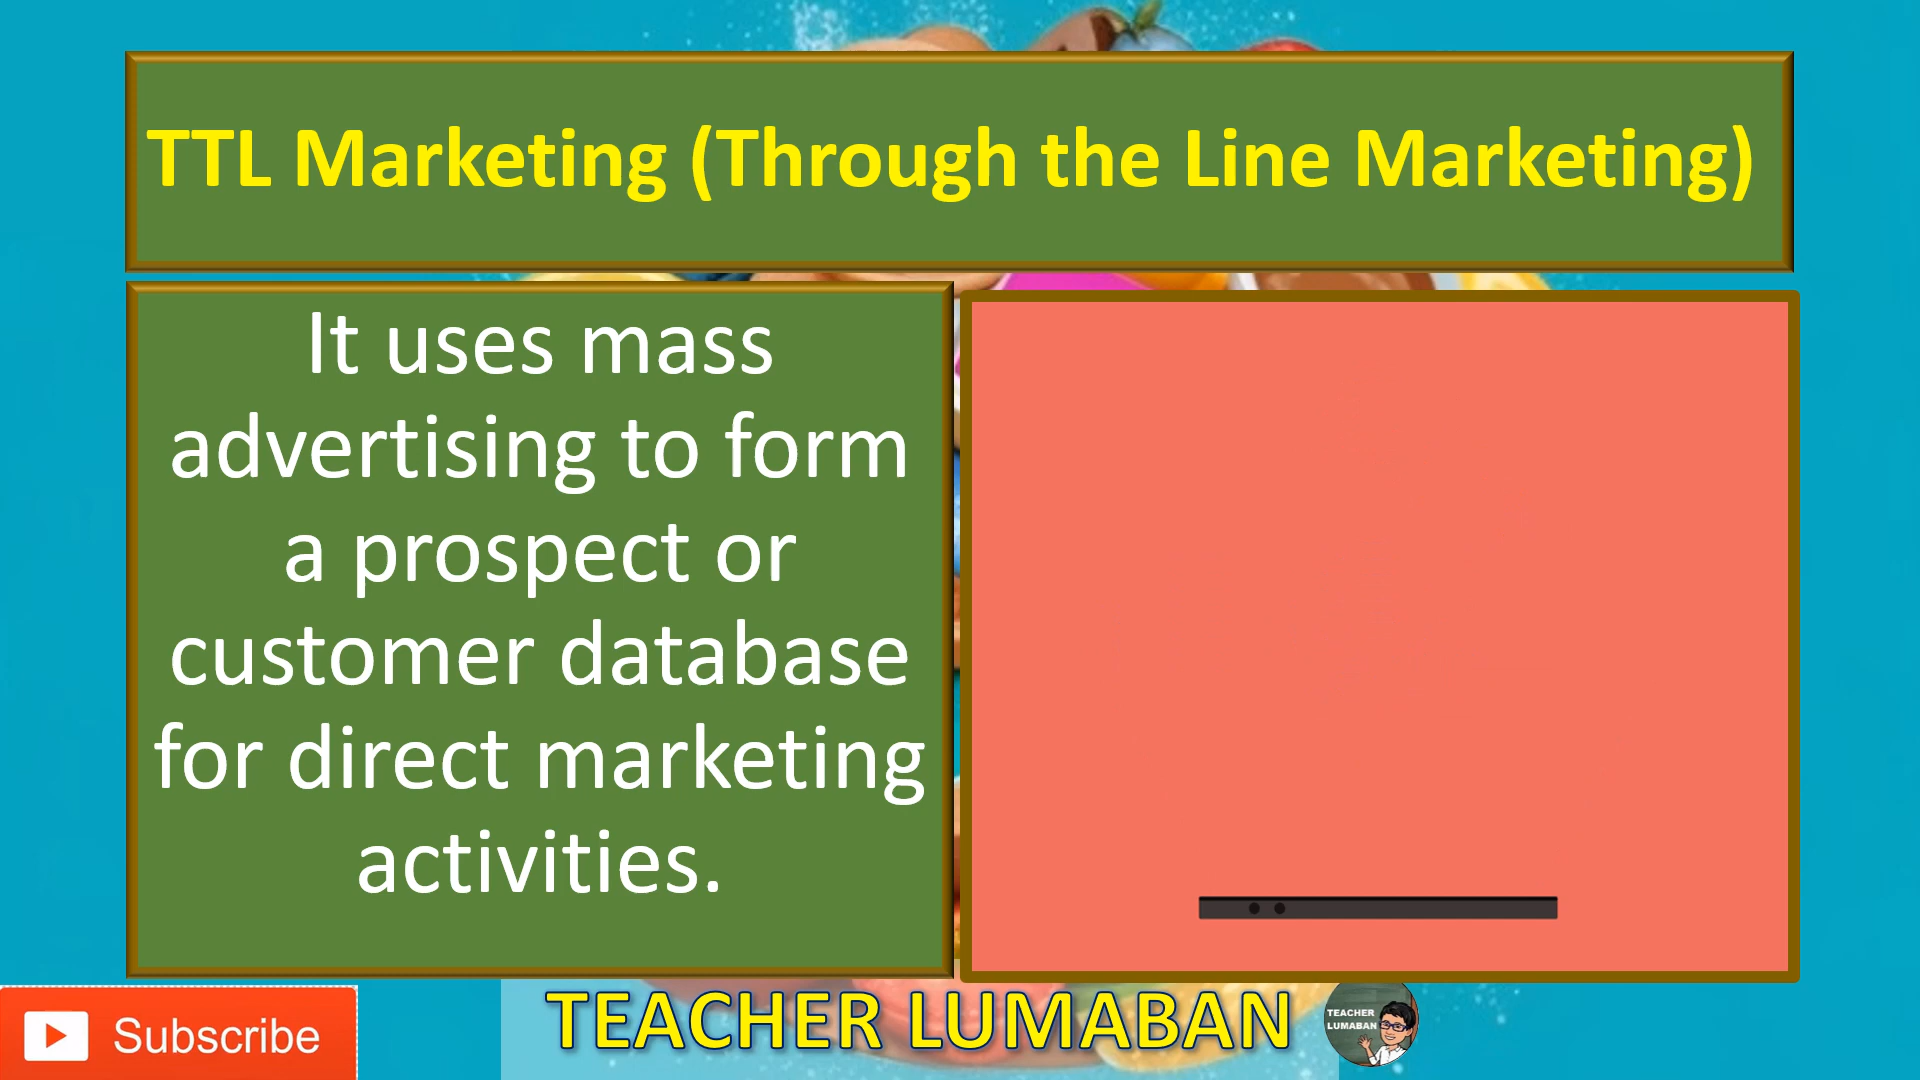 TTL Marketing (Through the Line Marketing)
It uses mass
advertising to form
a prospect or
customer database
for direct marketing
activities.
Subscribe
TEACHER LUMABAN
TEACHER
LUMABAN